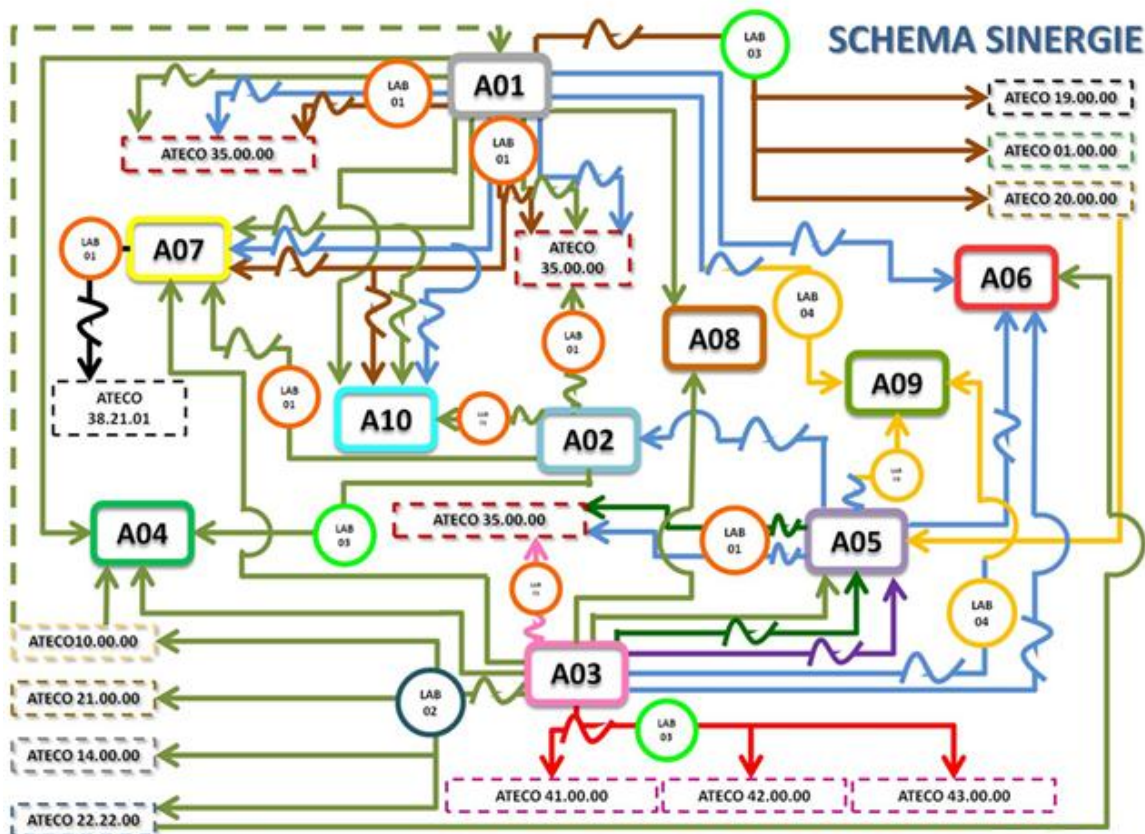 SCHEMA SINERGIE
LAB
03
A01
LAB
01
ATECO 19.00.00
LAB
01
ATECO 35.00.00
ATECO 01.00.00
ATECO 20.00.00
LAB
01
A07
ATECO
35.00.00
A06
LAB
04
LAB
01
A08
ATECO
38.21.01
LAB
01
A09
A10
A02
LAB
03
ATECO 35.00.00
LAB
01
A05
A04
LAB
04
ATECO10.00.00
A03
ATECO 21.00.00
LAB
02
LAB
03
ATECO 14.00.00
ATECO 41.00.00
ATECO 42.00.00
ATECO 43.00.00
ATECO 22.22.00